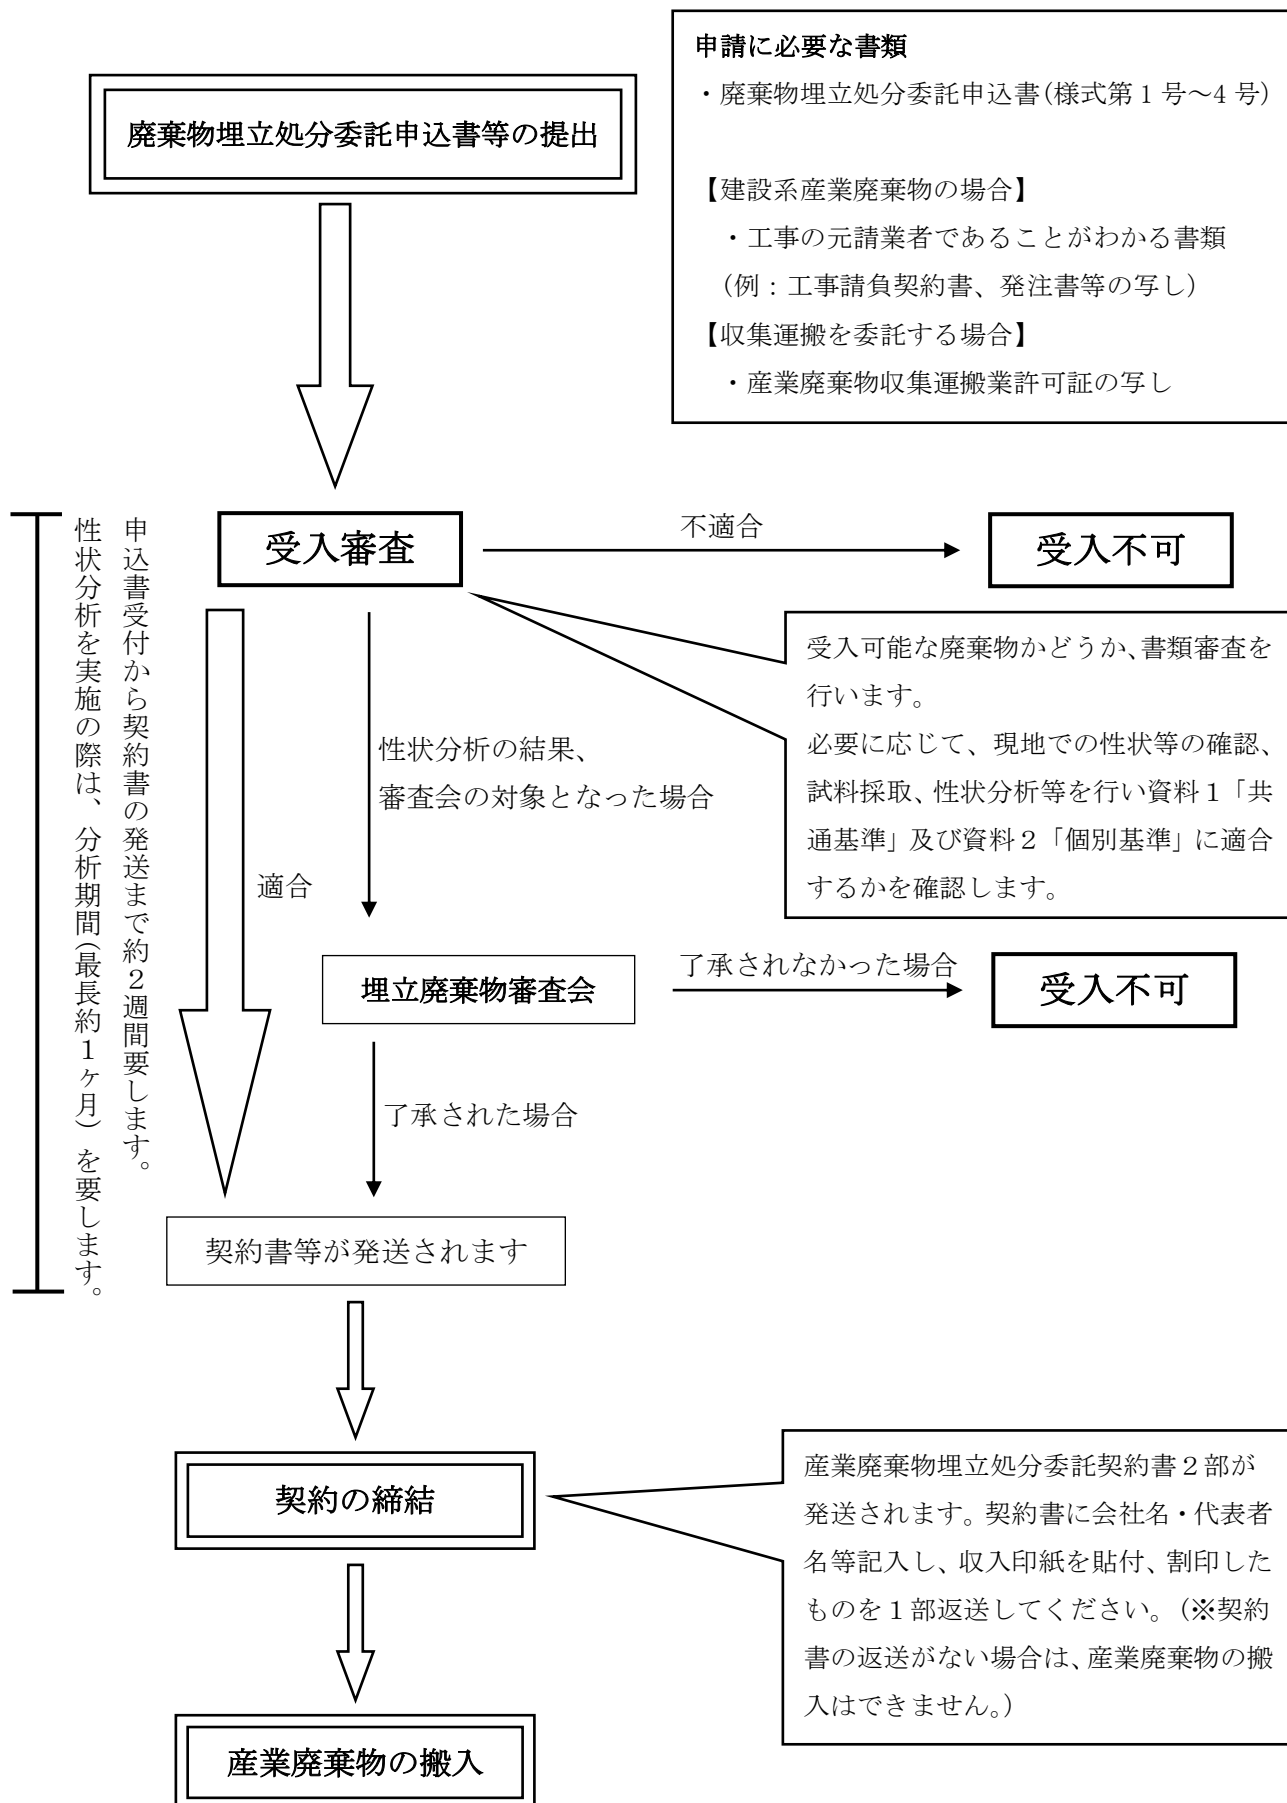 廃棄物埋立処分委託申込書等の提出
申請に必要な書類
・廃棄物埋立処分委託申込書(様式第1号～4号)
【建設系産業廃棄物の場合】
・工事の元請業者であることがわかる書類
(例：工事請負契約書、発注書等の写し)
【収集運搬を委託する場合】
・産業廃棄物収集運搬業許可証の写し
申込書受付から契約書の発送まで約２週間要します。
性状分析を実施の際は、分析期間(最長約１ヶ月)を要します。
受入審査
不適合
受入不可
受入可能な廃棄物かどうか、書類審査を
行います。
必要に応じて、現地での性状等の確認、
試料採取、性状分析等を行い資料１「共
通基準」及び資料２「個別基準」に適合
するかを確認します。
性状分析の結果、
審査会の対象となった場合
適合
埋立廃棄物審査会
了承されなかった場合
受入不可
了承された場合
契約書等が発送されます
契約の締結
産業廃棄物埋立処分委託契約書２部が
発送されます。契約書に会社名・代表者
名等記入し、収入印紙を貼付、割印した
ものを１部返送してください。(※契約
書の返送がない場合は、産業廃棄物の搬
入はできません。)
産業廃棄物の搬入